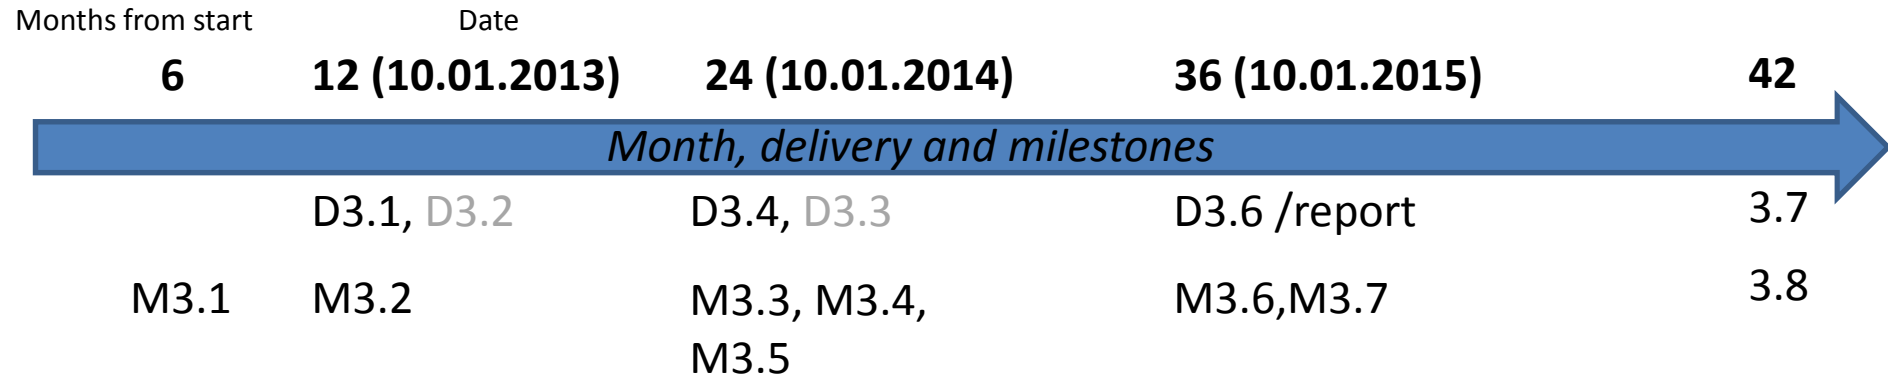 Months from start Date
6 12 (10.01.2013) 24 (10.01.2014) 36 (10.01.2015) 42
Month, delivery and milestones
D3.1, D3.2 D3.4, D3.3 D3.6 /report 3.7
M3.1 M3.2 M3.3, M3.4, M3.6,M3.7 3.8
M3.5